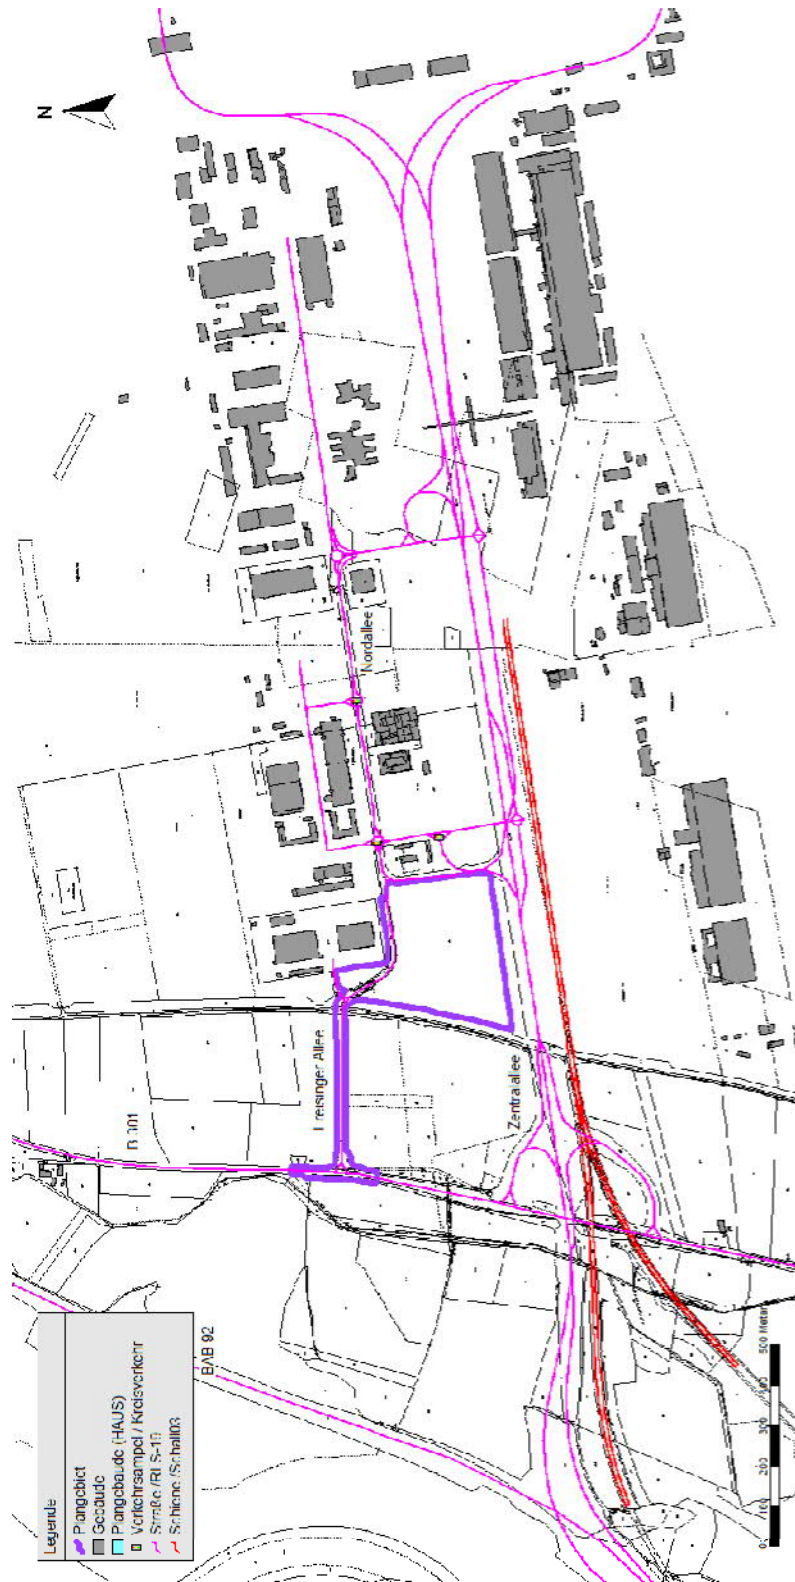 N
Nordallee
Freisinger Allee
B 301
Zentralallee
BAB 92
Legende
Plangebiet
Gebäude
Plangebäude (HAUS)
Verkehrsampel / Kreisverkehr
Straße /RLS-19
Schiene /Schall03
0 100 200 300 400 500 Meter